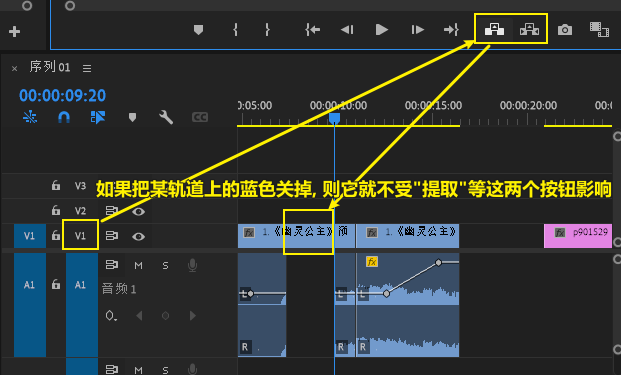 × 序列 01 ≡
00:00:09:20
00:05:00 00:00:10:00 00:00:15:00 00:00:20:00 00:0
V3
如果把某轨道上的蓝色关掉, 则它就不受"提取"等这两个按钮影响
V2
V1 V1 fx 1. 《幽灵公主》预 fx 1. 《幽灵公主》 fx p901529
A1 A1 M S fx
音频 1
L L L
R R R
M S